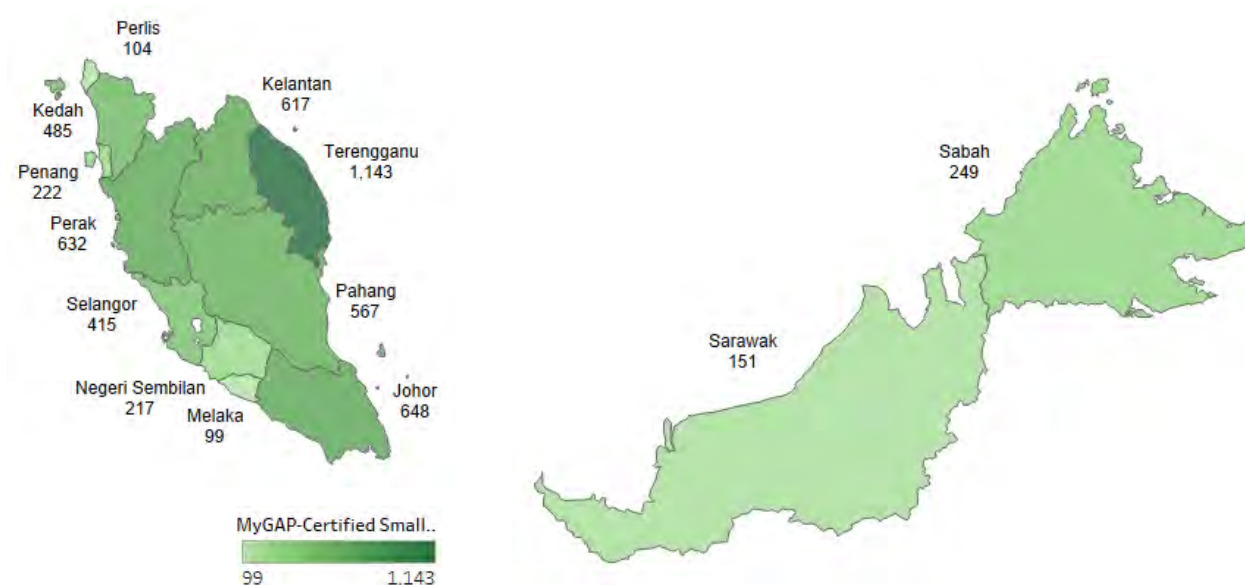 Perlis
104
Kelantan
617
Kedah
485
Terengganu
1,143
Penang
222
Perak
632
Selangor
415
Pahang
567
Negeri Sembilan
217
Melaka
99
Johor
648
Sabah
249
Sarawak
151
MyGAP-Certified Small..
99
1,143